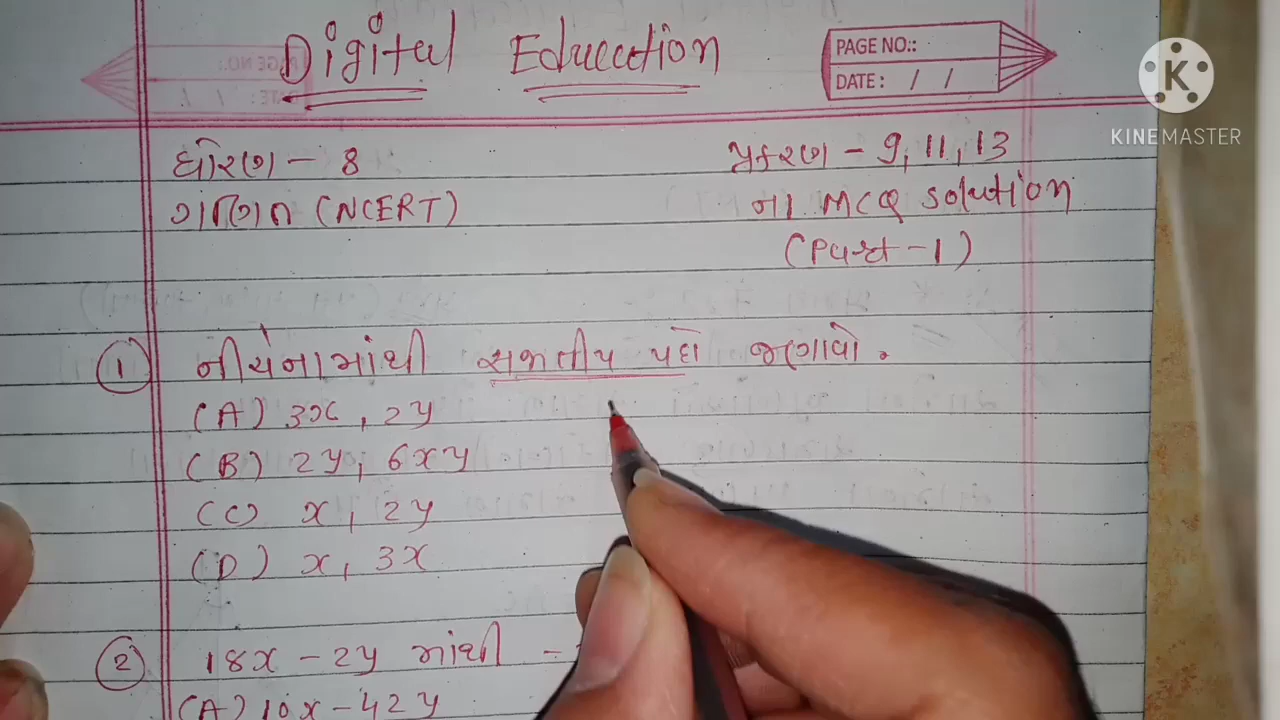 Digital Education
PAGE NO.:
DATE: / /
KINEMASTER
ધોરણ - 8
પ્રકરણ - 9, 11, 13
ગણિત (NCERT)
ના MCQ solution
(Part - 1)
1 નીચેનામાંથી સજાતીય પદો જણાવો.
(A) 3x, 2y
(B) 2y, 6xy
(C) x, 2y
(D) x, 3x
2 18x - 2y માંથી -
(A) 10x - 42y